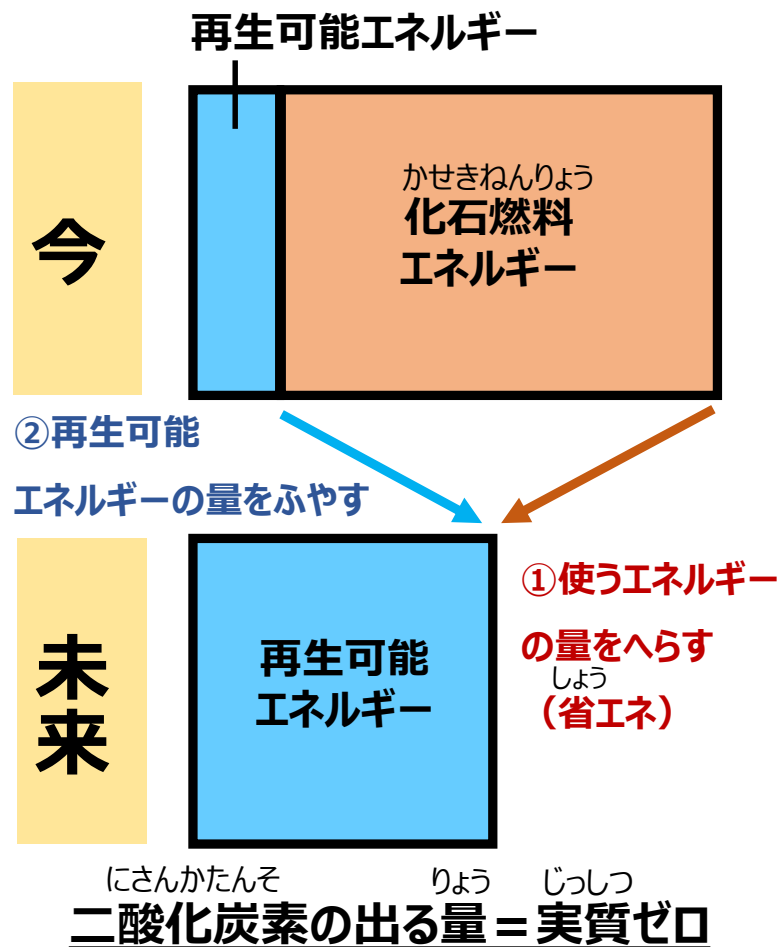 再生可能エネルギー
今
かせきねんりょう
化石燃料
エネルギー
②再生可能
エネルギーの量をふやす
未来
再生可能
エネルギー
①使うエネルギー
の量をへらす
しょう
（省エネ）
にさんかたんそ りょう じっしつ
二酸化炭素の出る量＝実質ゼロ